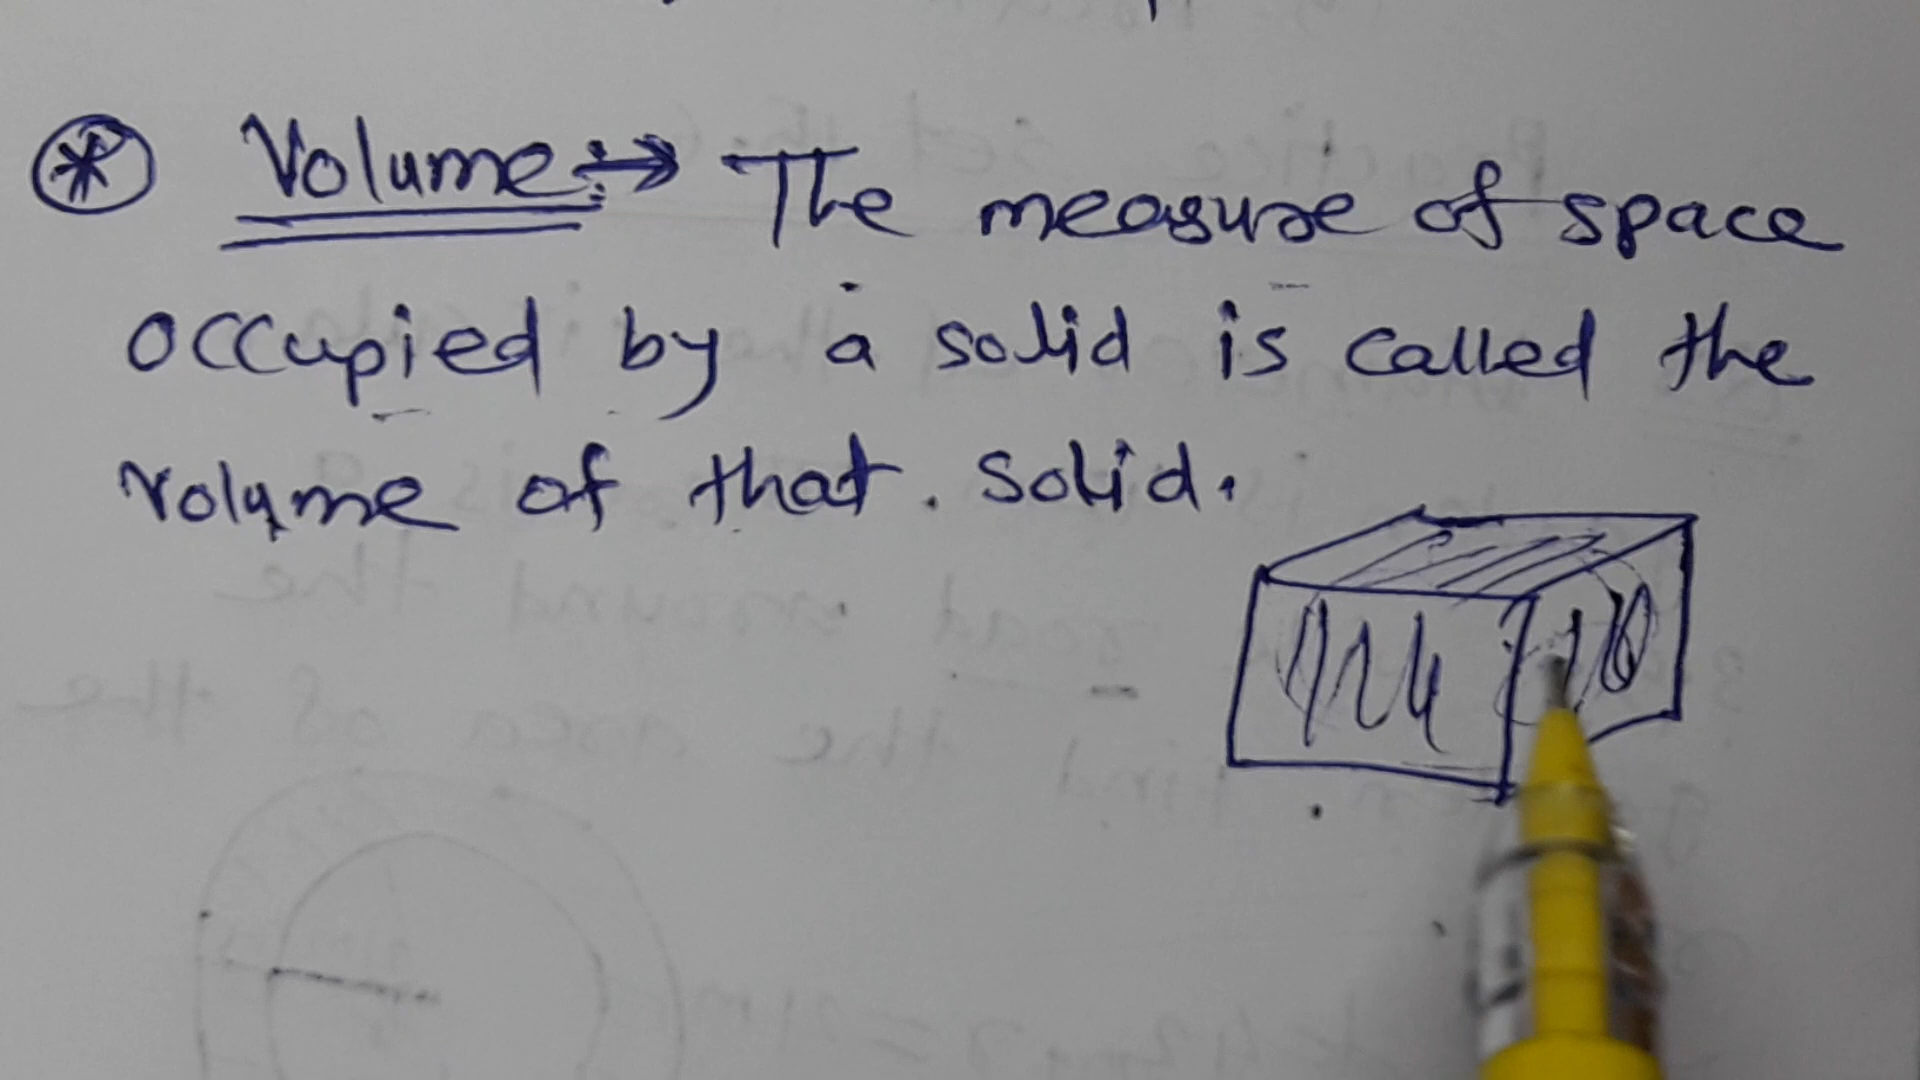 * Volume:→ The measure of space
occupied by a solid is called the
volume of that. solid.